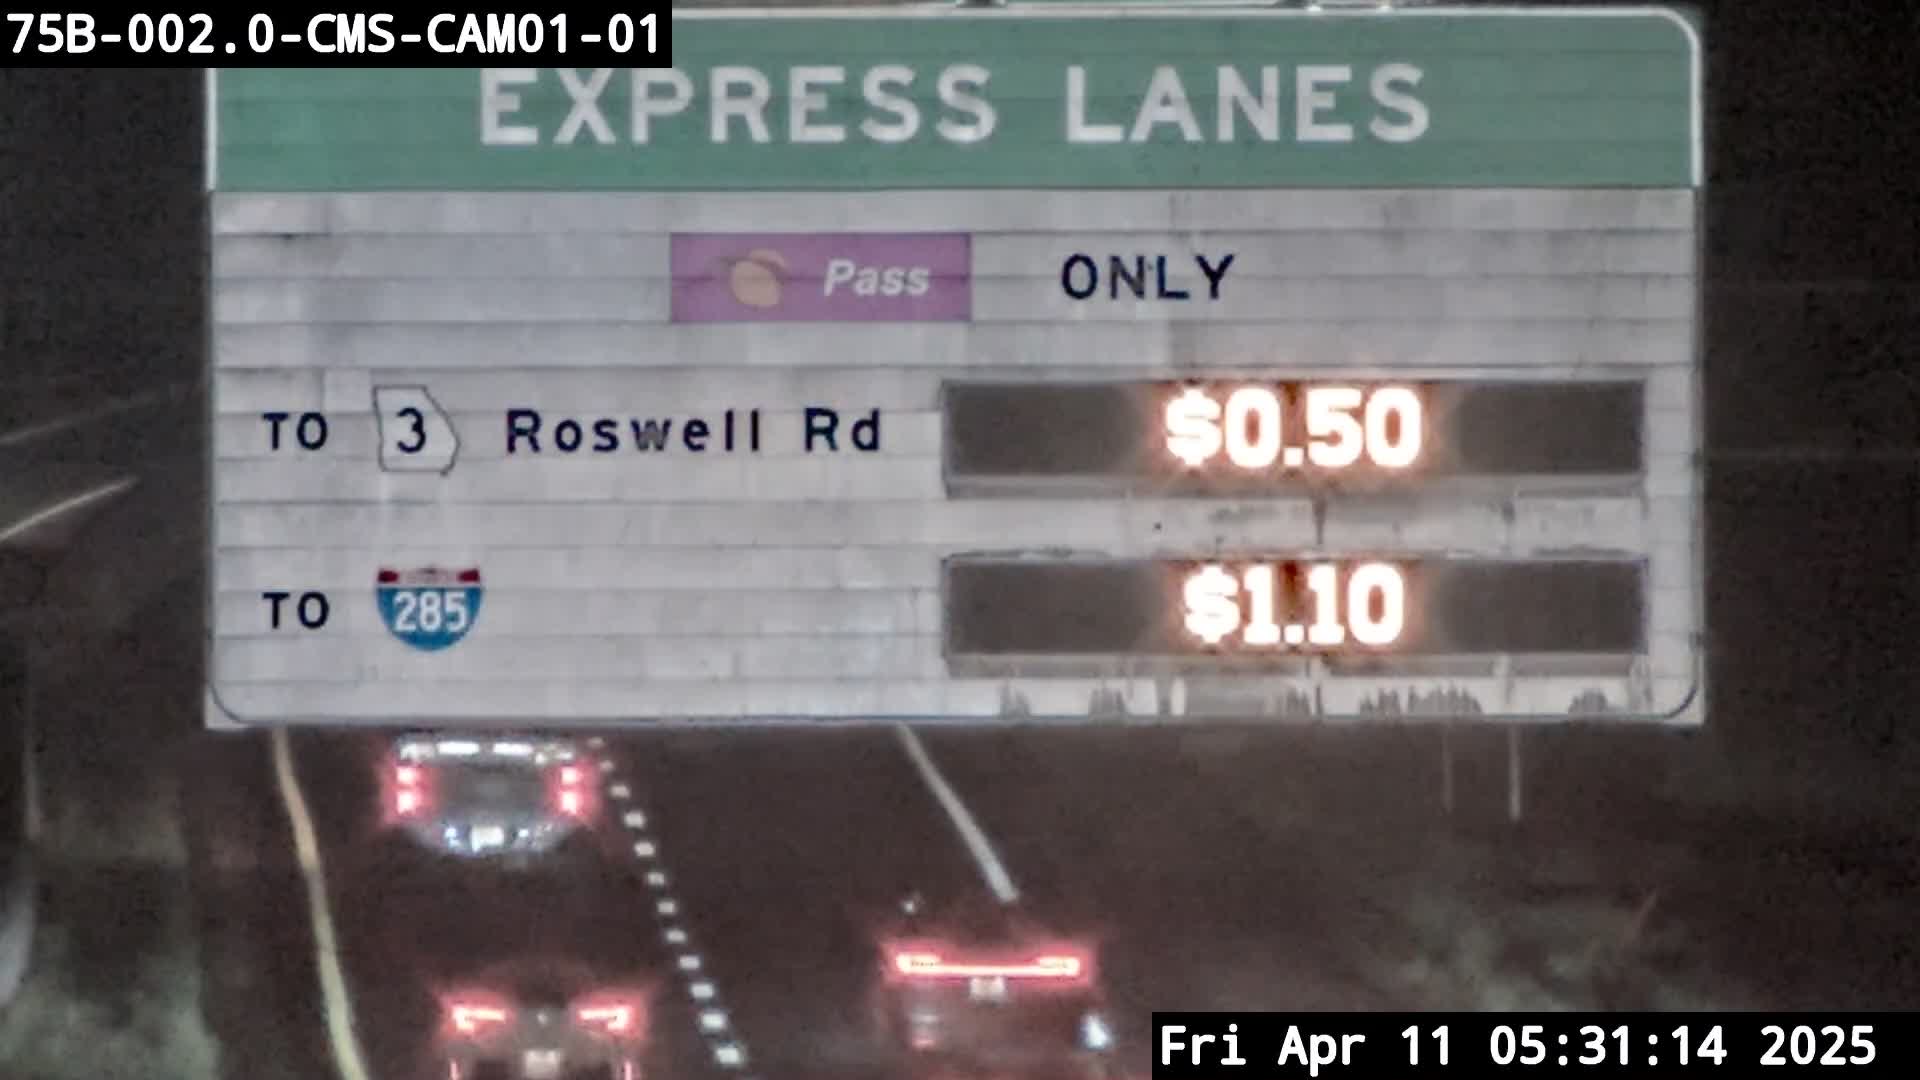 75B-002.0-CMS-CAM01-01
EXPRESS LANES
Pass ONLY
TO 3 Roswell Rd $0.50
TO 285 $1.10
Fri Apr 11 05:31:14 2025